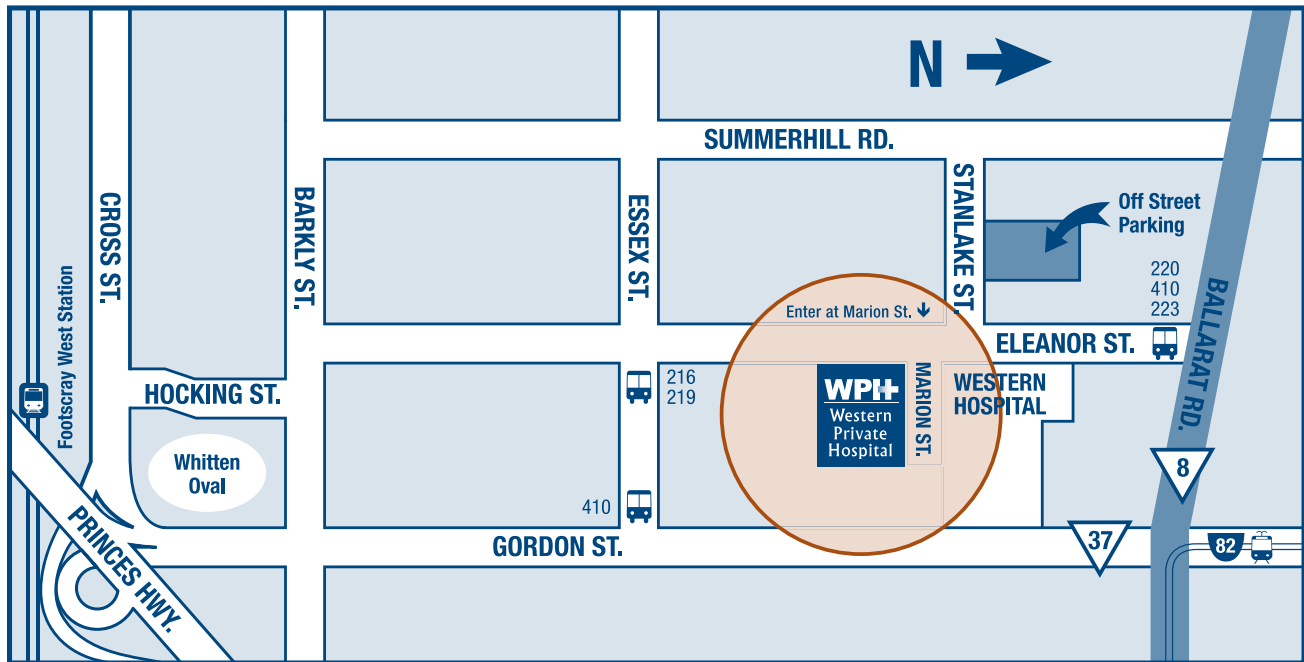 N
SUMMERHILL RD.
CROSS ST.
BARKLY ST.
ESSEX ST.
STANLAKE ST.
Off Street
Parking
220
410
223
BALLARAT RD.
Footscray West Station
Enter at Marion St.
ELEANOR ST.
HOCKING ST.
216
219
WPH
Western
Private
Hospital
MARION ST.
WESTERN
HOSPITAL
Whitten
Oval
8
410
PRINCES HWY.
GORDON ST.
37
82